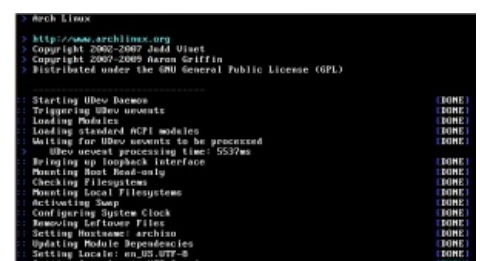 > Arch Linux
> http://www.archlinux.org
> Copyright 2002-2007 Judd Vinet
> Copyright 2007-2009 Aaron Griffin
> Distributed under the GNU General Public License (GPL)
------------------------------
:: Starting UDev Daemon [DONE]
:: Triggering UDev uevents [DONE]
:: Loading Modules [DONE]
:: Loading standard ACPI modules [DONE]
:: Waiting for UDev uevents to be processed [DONE]
> UDev uevent processing time: 5537ms
:: Bringing up loopback interface [DONE]
:: Mounting Root Read-only [DONE]
:: Checking Filesystems [DONE]
:: Mounting Local Filesystems [DONE]
:: Activating Swap [DONE]
:: Configuring System Clock [DONE]
:: Removing Leftover Files [DONE]
:: Setting Hostname: archiso [DONE]
:: Updating Module Dependencies [DONE]
:: Setting Locale: en_US.UTF-8 [DONE]